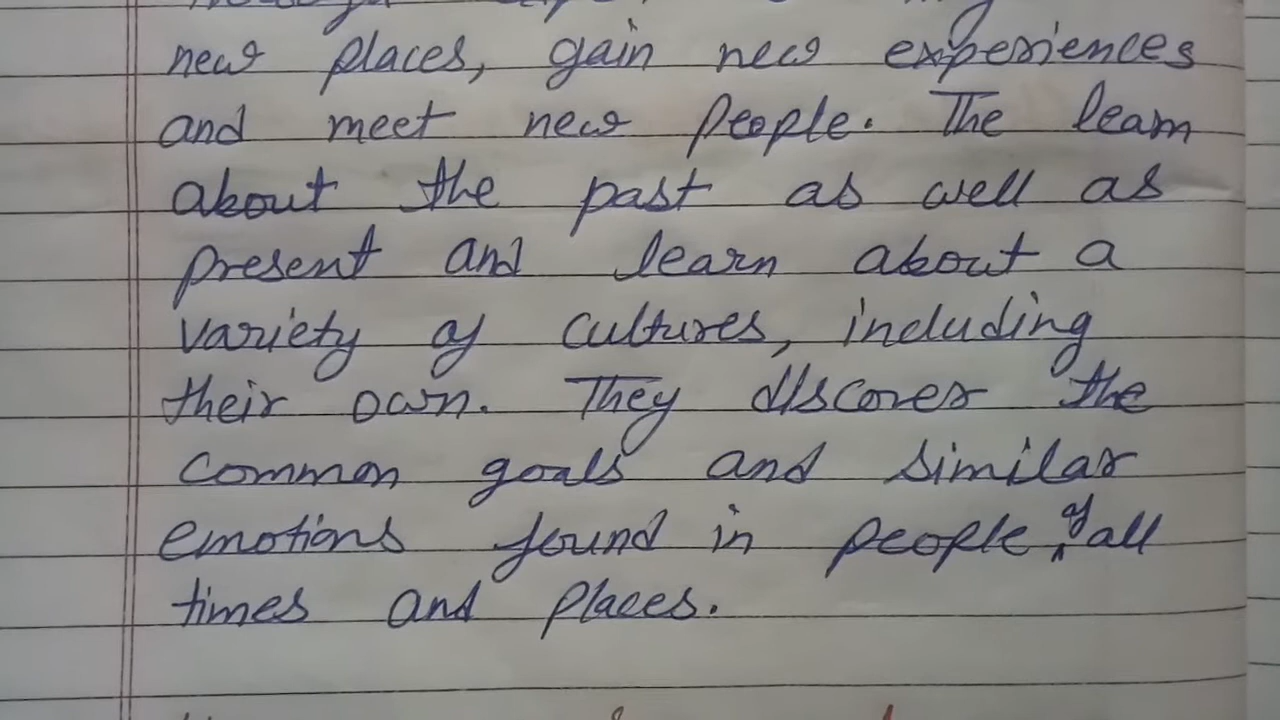 new places, gain new experiences
and meet new people. The learn
about the past as well as
present and learn about a
variety of cultures, including
their own. They discover the
common goals and similar
emotions found in people of all
times and places.